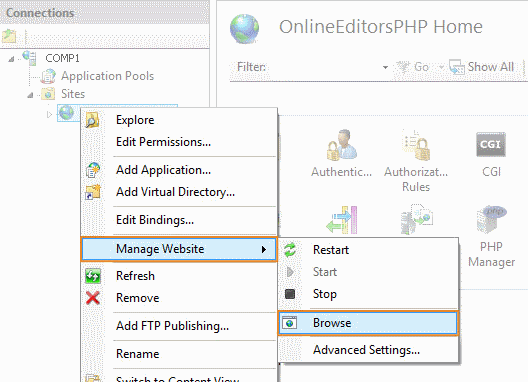 Connections
COMP1
Application Pools
Sites
OnlineEditorsPHP Home
Filter:
Go
Show All
Authentic...
Authorizat...
Rules
CGI
CGI
PHP
Manager
Explore
Edit Permissions...
Add Application...
Add Virtual Directory...
Edit Bindings...
Manage Website
Refresh
Remove
Add FTP Publishing...
Rename
Switch to Content View
Restart
Start
Stop
Browse
Advanced Settings...